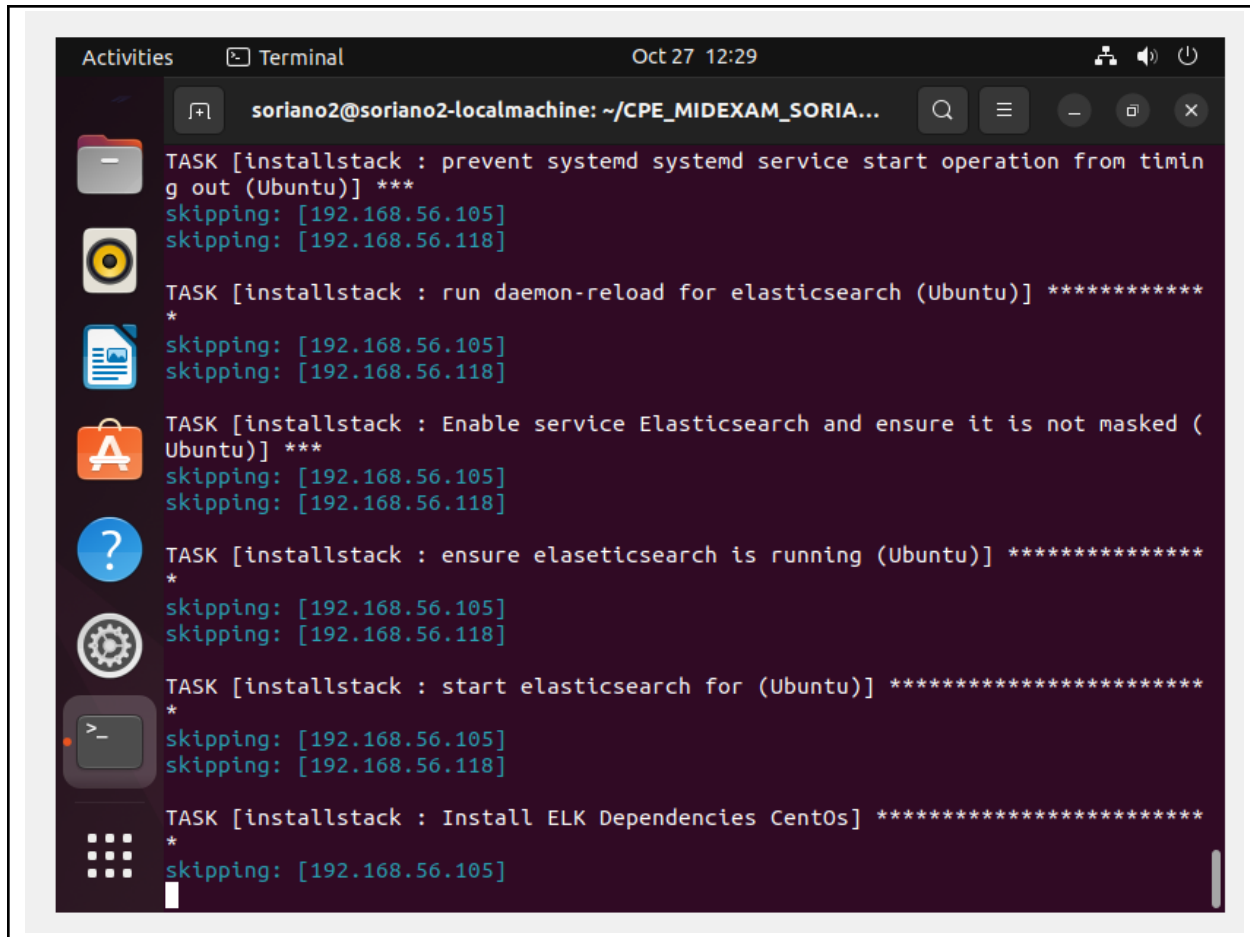 Activities Terminal Oct 27 12:29
soriano2@soriano2-localmachine: ~/CPE_MIDEXAM_SORIA...
TASK [installstack : prevent systemd systemd service start operation from timin
g out (Ubuntu)] ***
skipping: [192.168.56.105]
skipping: [192.168.56.118]
TASK [installstack : run daemon-reload for elasticsearch (Ubuntu)] ************
*
skipping: [192.168.56.105]
skipping: [192.168.56.118]
TASK [installstack : Enable service Elasticsearch and ensure it is not masked (
Ubuntu)] ***
skipping: [192.168.56.105]
skipping: [192.168.56.118]
TASK [installstack : ensure elaseticsearch is running (Ubuntu)] ***************
*
skipping: [192.168.56.105]
skipping: [192.168.56.118]
TASK [installstack : start elasticsearch for (Ubuntu)] ************************
*
skipping: [192.168.56.105]
skipping: [192.168.56.118]
TASK [installstack : Install ELK Dependencies CentOs] *************************
*
skipping: [192.168.56.105]